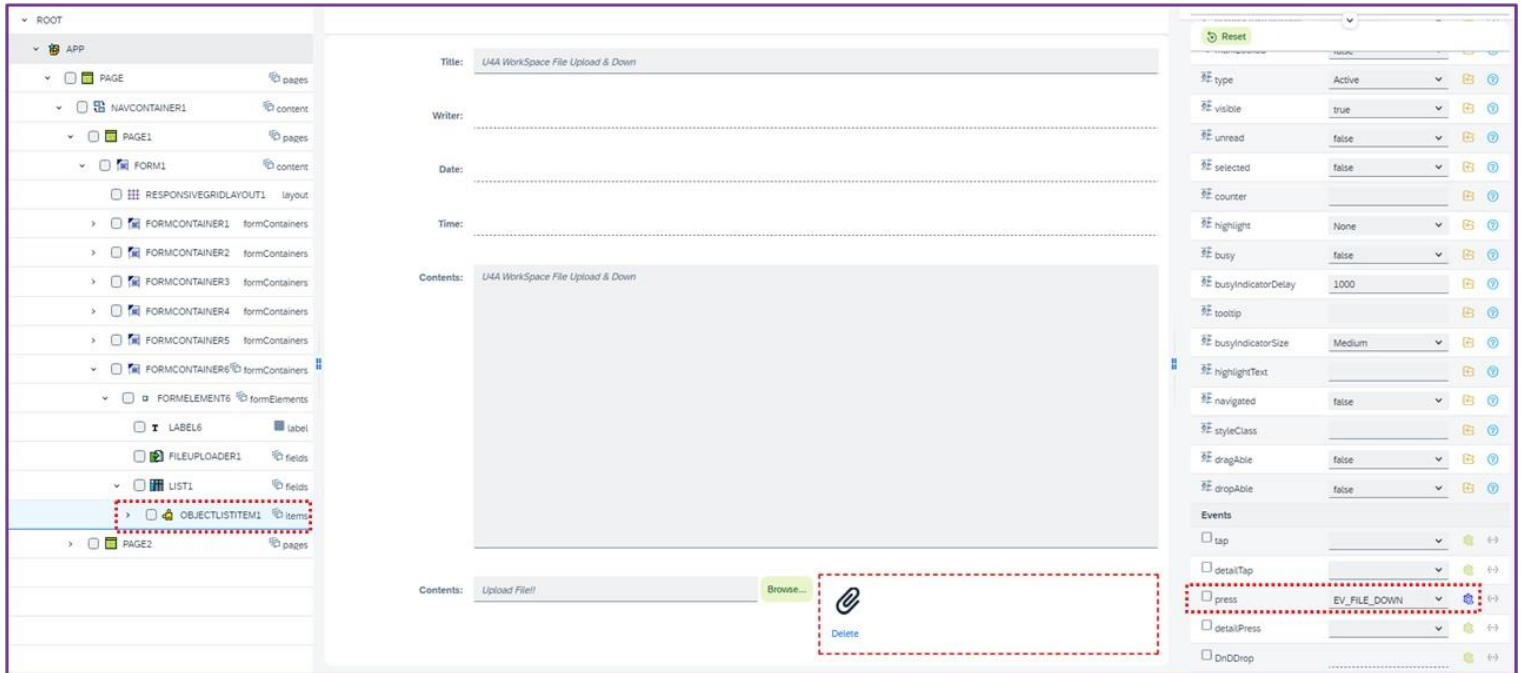 ROOT
APP
PAGE pages
NAVCONTAINER1 content
PAGE1 pages
FORM1 content
RESPONSIVEGRIDLAYOUT1 layout
FORMCONTAINER1 formContainers
FORMCONTAINER2 formContainers
FORMCONTAINER3 formContainers
FORMCONTAINER4 formContainers
FORMCONTAINER5 formContainers
FORMCONTAINER6 formContainers
FORMELEMENT6 formElements
LABEL6 label
FILEUPLOADER1 fields
LIST1 fields
OBJECTLISTITEM1 items
PAGE2 pages
Title: U4A WorkSpace File Upload & Down
Writer:
Date:
Time:
Contents: U4A WorkSpace File Upload & Down
Contents: Upload File!! Browse...
Delete
Reset
type Active
visible true
unread false
selected false
counter
highlight None
busy false
busyIndicatorDelay 1000
tooltip
busyIndicatorSize Medium
highlightText
navigated false
styleClass
dragAble false
dropAble false
Events
tap
detailTap
press EV_FILE_DOWN
detailPress
DnDDrop